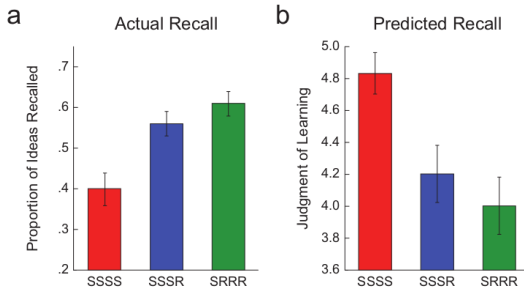 a
Actual Recall
Proportion of Ideas Recalled
.7
.6
.5
.4
.3
.2
SSSS SSSR SRRR
b
Predicted Recall
Judgment of Learning
5.0
4.8
4.6
4.4
4.2
4.0
3.8
3.6
SSSS SSSR SRRR